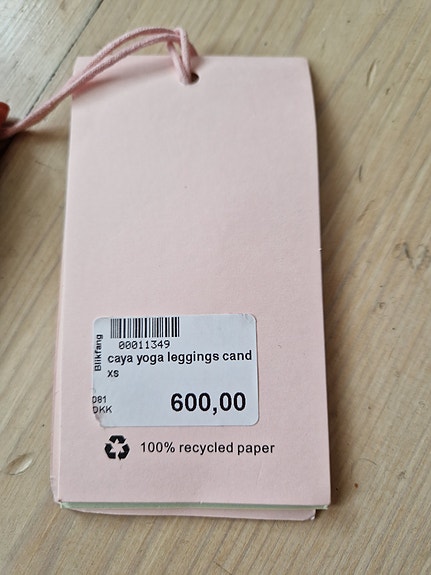 Blikfang
00011349
caya yoga leggings cand
xs
081
DKK
600,00
100% recycled paper